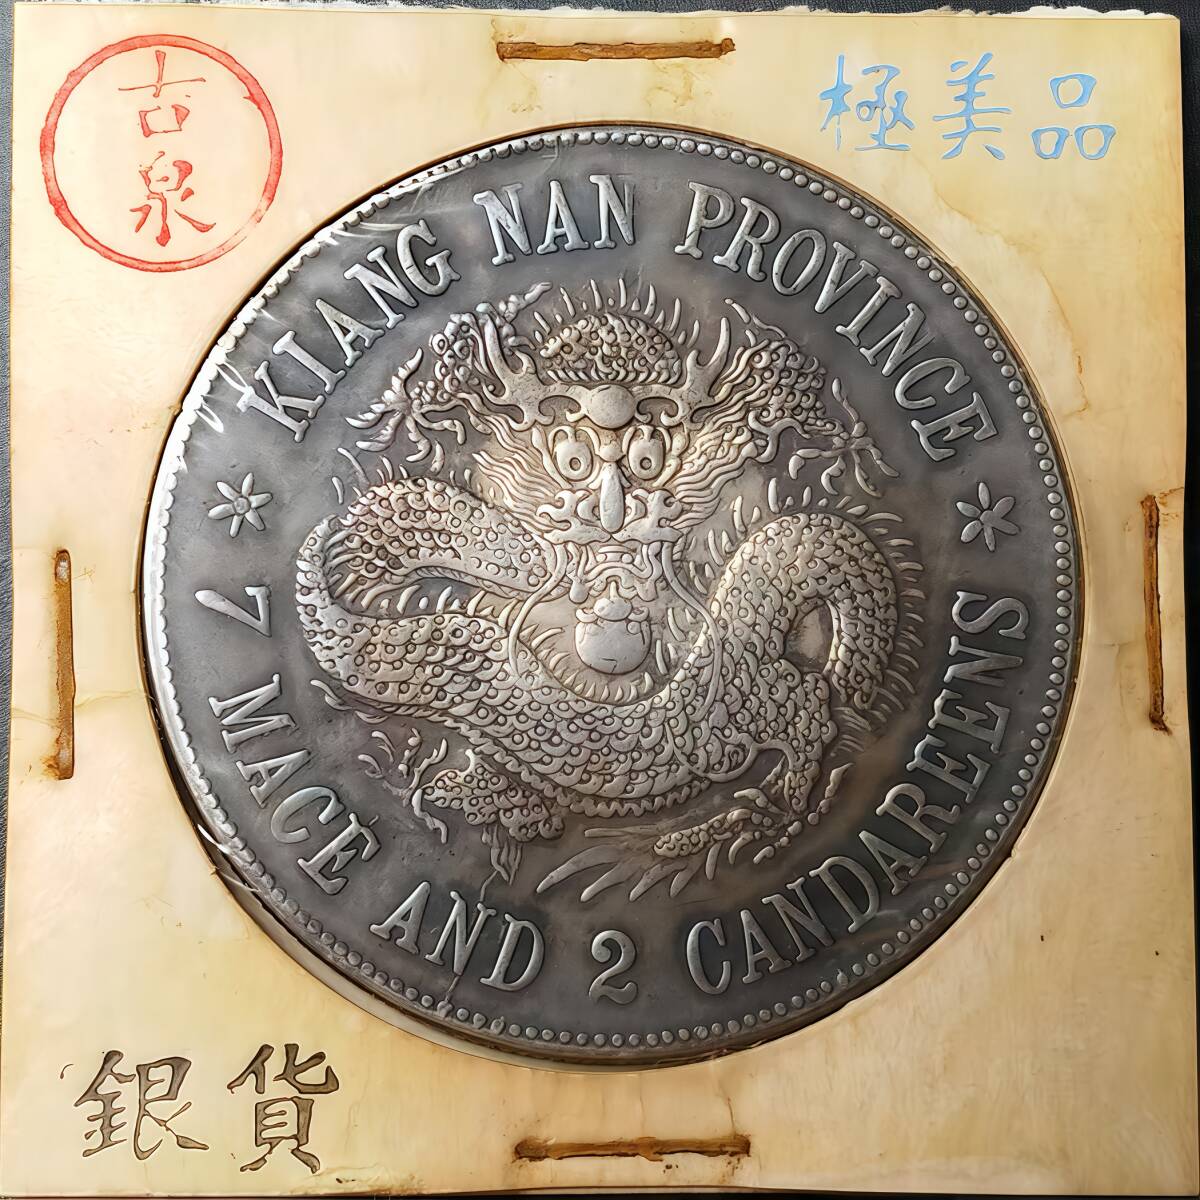 古
泉
極美品
KIANG NAN PROVINCE
7 MACE AND 2 CANDAREENS
銀貨